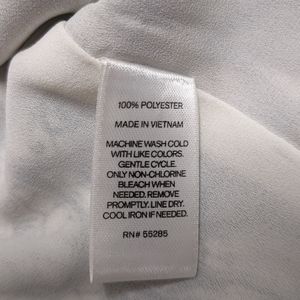 100% POLYESTER
MADE IN VIETNAM
MACHINE WASH COLD
WITH LIKE COLORS.
GENTLE CYCLE.
ONLY NON-CHLORINE
BLEACH WHEN
NEEDED. REMOVE
PROMPTLY. LINE DRY.
COOL IRON IF NEEDED.
RN# 55285